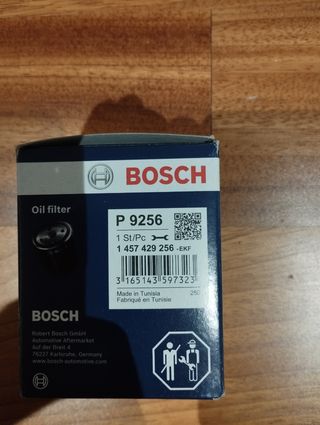 BOSCH
Oil filter
P 9256
1 St/Pc
1 457 429 256 -EKF
3 165143 597323
Made in Tunisia
Fabriqué en Tunisie
250
BOSCH
Robert Bosch GmbH
Automotive Aftermarket
Auf der Breit 4
76227 Karlsruhe, Germany
www.bosch-automotive.com